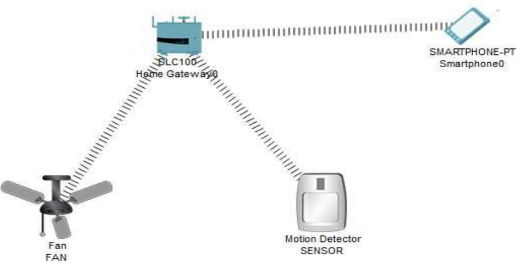 DLC100
Home Gateway0
SMARTPHONE-PT
Smartphone0
Fan
FAN
Motion Detector
SENSOR